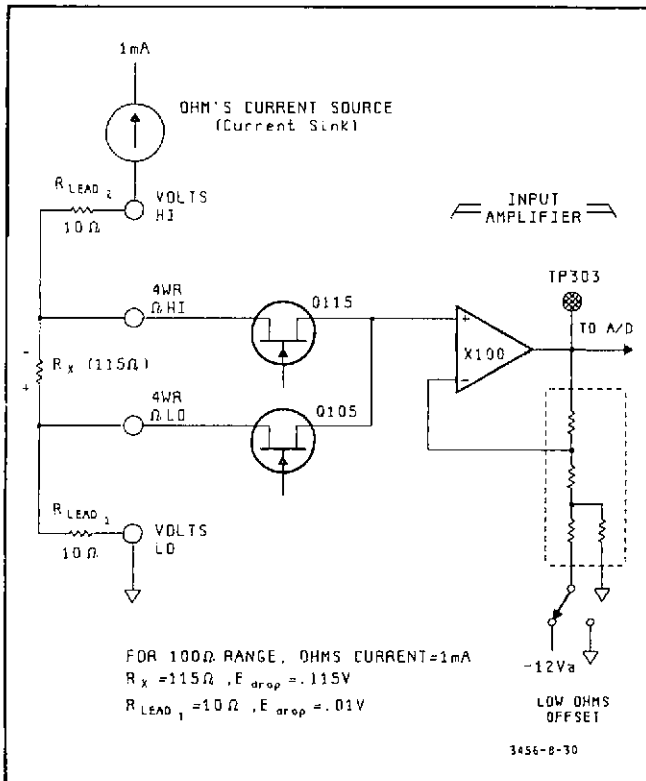 1mA
OHM'S CURRENT SOURCE
(Current Sink)
R LEAD 2
10Ω
VOLTS
HI
INPUT
AMPLIFIER
TP303
4WR
Ω HI
Q115
TO A/D
+
X100
-
-
R X (115Ω)
+
4WR
Ω LO
Q105
R LEAD 1
10Ω
VOLTS
LO
-12Va
LOW OHMS
OFFSET
FOR 100Ω RANGE, OHMS CURRENT=1mA
R X =115Ω ,E drop =.115V
R LEAD 1 =10Ω ,E drop =.01V
3456-8-30